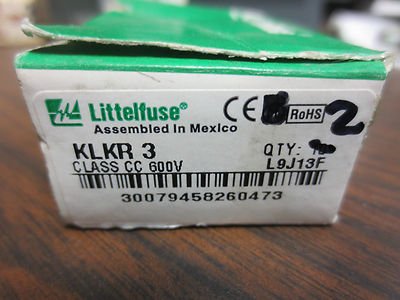 Littelfuse®
CE RoHS 2
Assembled In Mexico
KLKR 3 QTY:
CLASS CC 600V L9J13F
30079458260473